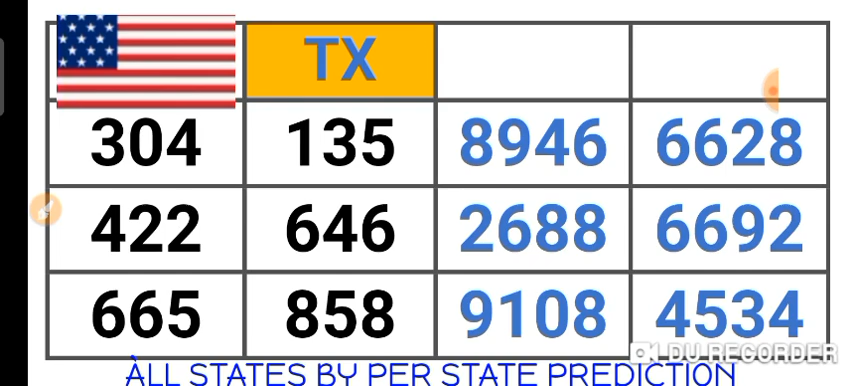 TX
304 135 8946 6628
422 646 2688 6692
665 858 9108 4534
DU RECORDER
ÀLL STATES BY PER STATE PREDICTION